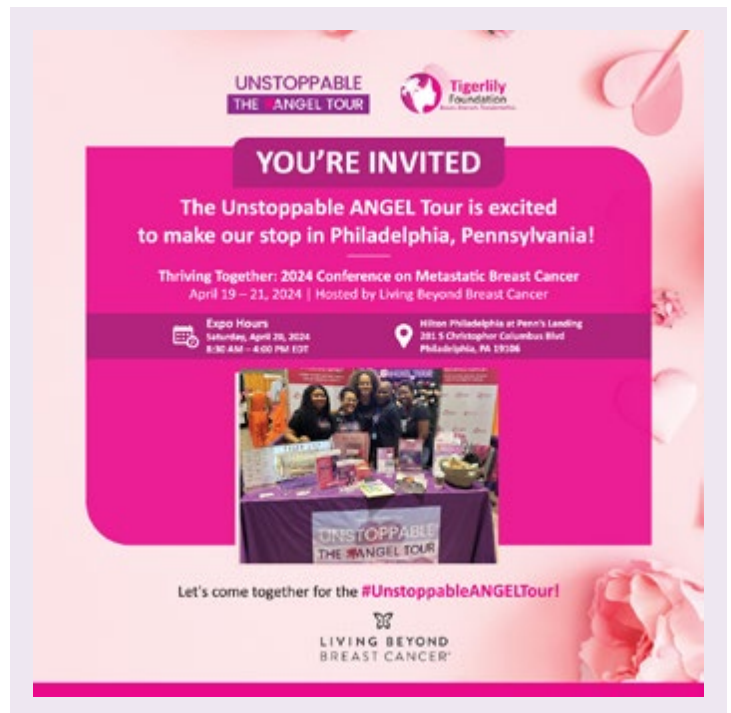 UNSTOPPABLE
THE #ANGEL TOUR
Tigerlily
Foundation
YOU'RE INVITED
The Unstoppable ANGEL Tour is excited
to make our stop in Philadelphia, Pennsylvania!
Thriving Together: 2024 Conference on Metastatic Breast Cancer
April 19 – 21, 2024 | Hosted by Living Beyond Breast Cancer
Expo Hours
Saturday, April 20, 2024
8:30 AM – 4:00 PM EDT
Hilton Philadelphia at Penn's Landing
201 S Christopher Columbus Blvd
Philadelphia, PA 19106
UNSTOPPABLE
THE #ANGEL TOUR
Let's come together for the #UnstoppableANGELTour!
LIVING BEYOND
BREAST CANCER®